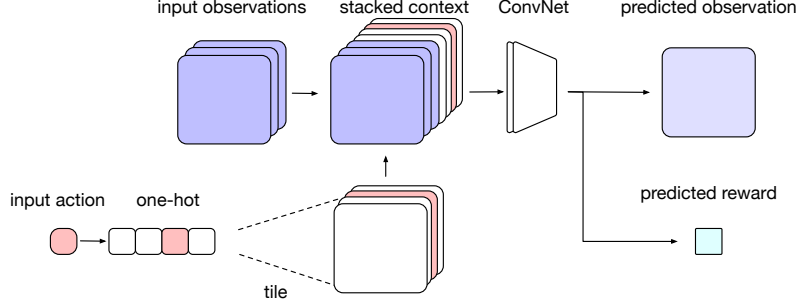 input observations
stacked context
ConvNet
predicted observation
input action
one-hot
predicted reward
tile